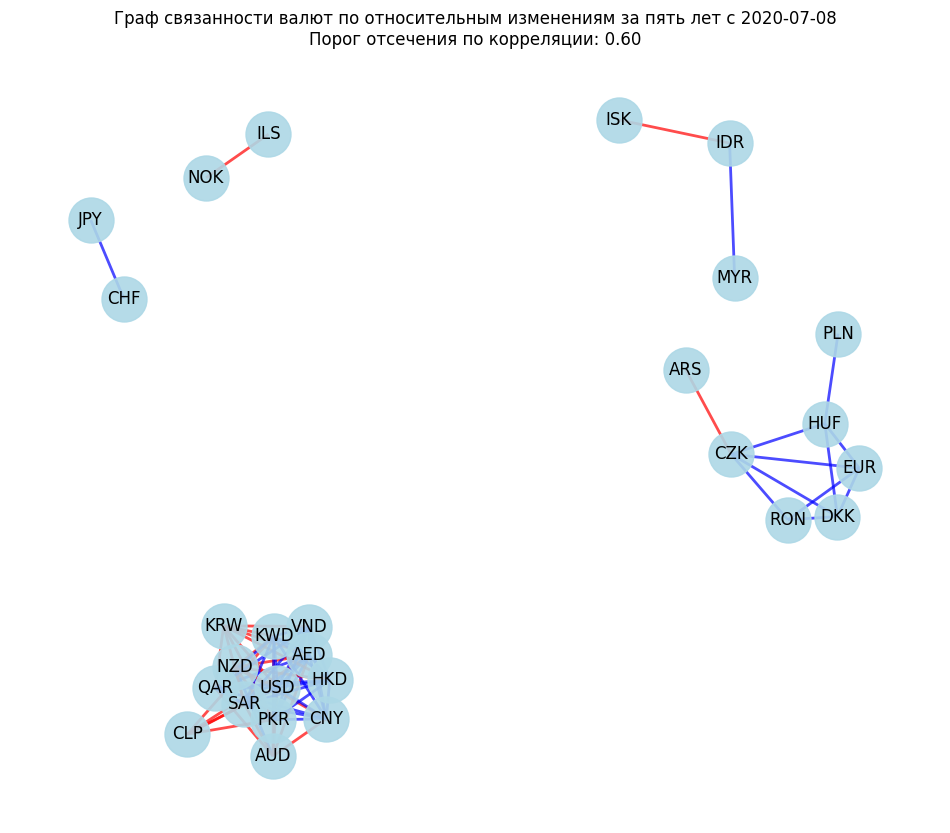 Граф связанности валют по относительным изменениям за пять лет с 2020-07-08
Порог отсечения по корреляции: 0.60
ISK
ILS
IDR
NOK
JPY
MYR
CHF
PLN
ARS
HUF
CZK
EUR
RON
DKK
KRW
VND
KWD
AED
NZD
HKD
QAR
USD
SAR
PKR
CNY
CLP
AUD